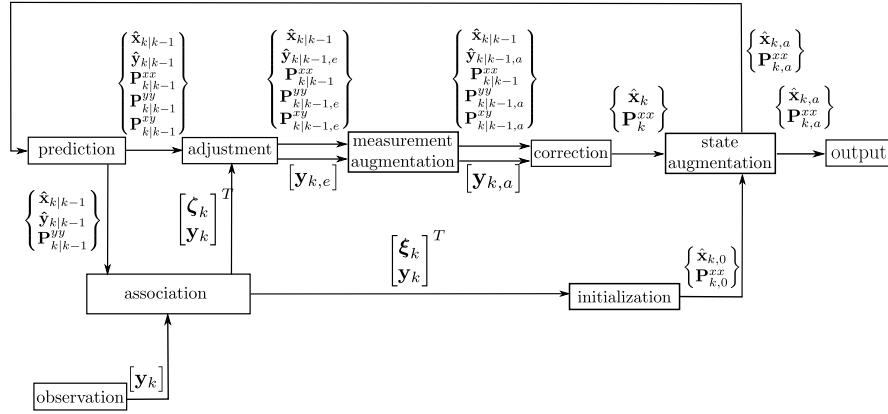 x̂_{k|k−1}
ŷ_{k|k−1}
P^{xx}_{k|k−1}
P^{yy}_{k|k−1}
P^{xy}_{k|k−1}
x̂_{k|k−1}
ŷ_{k|k−1,e}
P^{xx}_{k|k−1}
P^{yy}_{k|k−1,e}
P^{xy}_{k|k−1,e}
x̂_{k|k−1}
ŷ_{k|k−1,a}
P^{xx}_{k|k−1}
P^{yy}_{k|k−1,a}
P^{xy}_{k|k−1,a}
x̂_k
P^{xx}_k
x̂_{k,a}
P^{xx}_{k,a}
x̂_{k,a}
P^{xx}_{k,a}
prediction
adjustment
measurement
augmentation
correction
state
augmentation
output
[y_{k,e}]
[y_{k,a}]
x̂_{k|k−1}
ŷ_{k|k−1}
P^{yy}_{k|k−1}
[ζ_k
y_k]^T
[ξ_k
y_k]^T
x̂_{k,0}
P^{xx}_{k,0}
association
initialization
[y_k]
observation